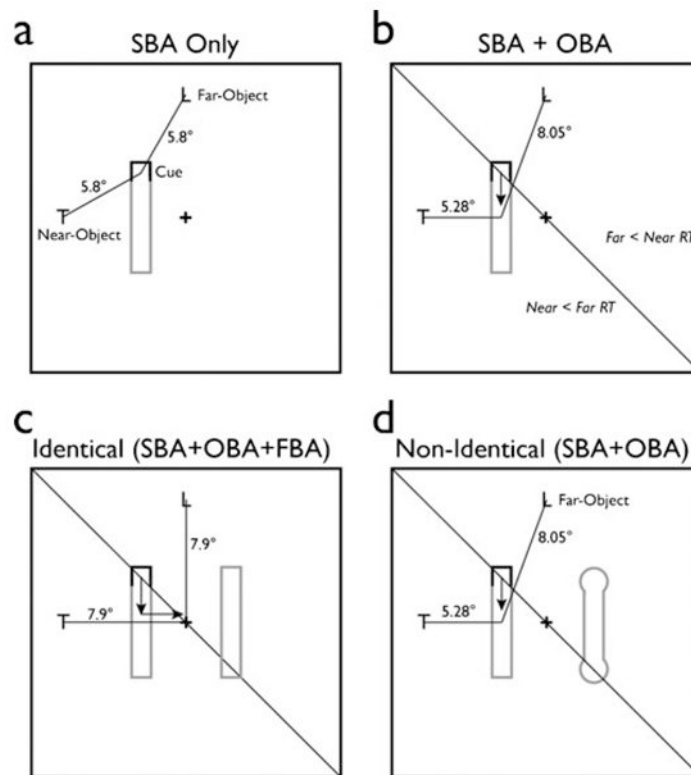 a
SBA Only
L Far-Object
5.8°
5.8°
Cue
T
Near-Object
b
SBA + OBA
L
8.05°
5.28°
T
Far < Near RT
Near < Far RT
c
Identical (SBA+OBA+FBA)
L
7.9°
7.9°
T
d
Non-Identical (SBA+OBA)
L Far-Object
8.05°
5.28°
T